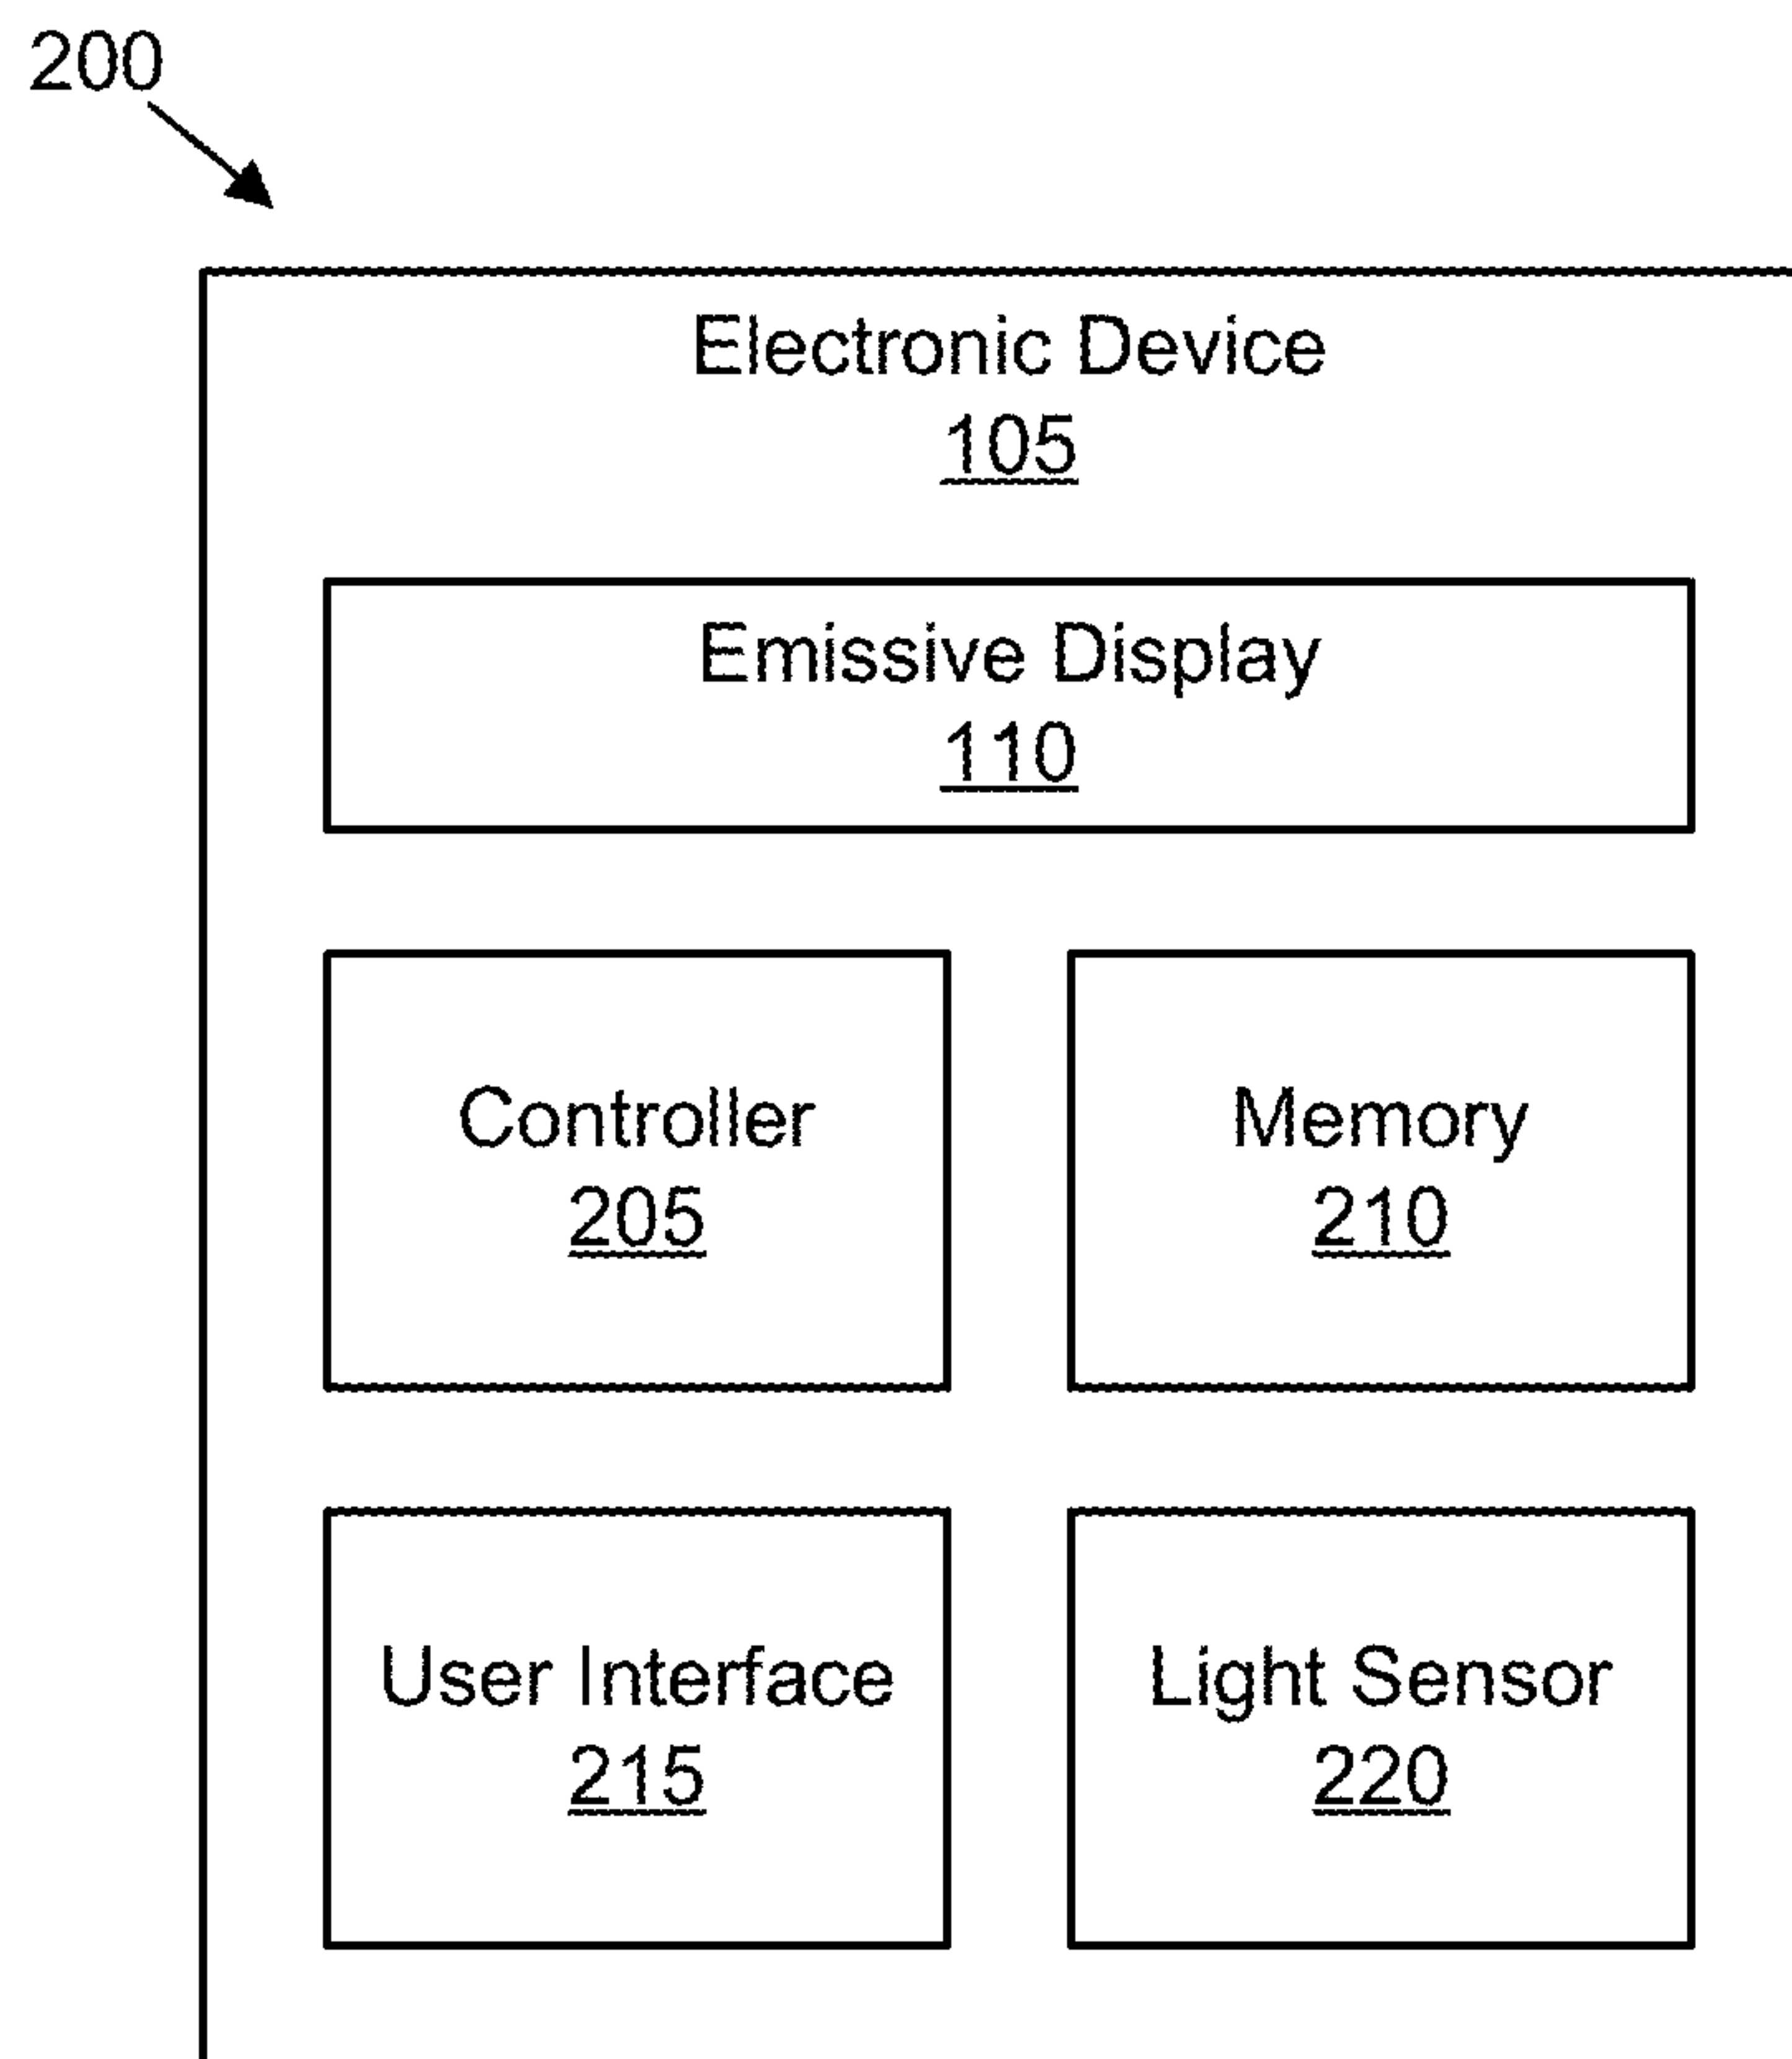 200
Electronic Device
105
Emissive Display
110
Controller
205
Memory
210
User Interface
215
Light Sensor
220